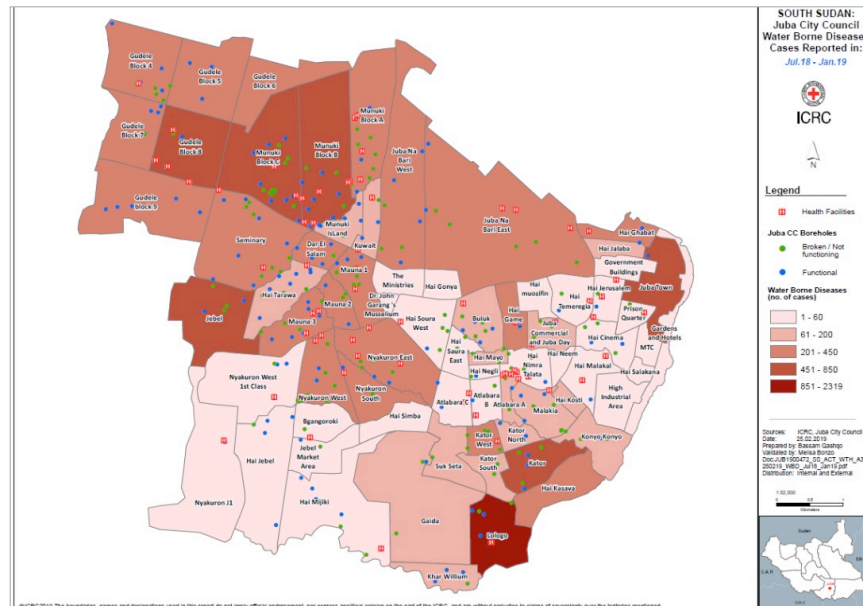 SOUTH SUDAN:
Juba City Council
Water Borne Disease
Cases Reported in:
Jul.18 - Jan.19
ICRC
N
Legend
H Health Facilities
Juba CC Boreholes
Broken / Not
functioning
Functional
Water Borne Diseases
(no. of cases)
1 - 60
61 - 200
201 - 450
451 - 850
851 - 2319
Sources: ICRC, Juba City Council
Date: 25.02.2019
Prepared by: Bassam Qashqo
Validated by: Melisa Bonzo
Distribution: Internal and External
Kilometers
Sudan
Gudele
Block 4
Gudele
Block 5
Gudele
Block 6
Gudele
Block 7
Gudele
Block 8
Gudele
block 9
Munuki
Block C
Munuki
Block B
Munuki
Block A
Juba Na
Bari West
Juba Na
Bari East
Munuki
ISLand
Seminary
Dar El
Salam
Kuwait
Mauna 1
The
Ministries
Hai Gonya
Hai Ghabat
Hai Jalaba
Government
Buildings
Juba Town
Hai Jerusalem
Hai
muozifin
Hai
Temeregia
Prison
Quarter
Gardens
and Hotels
MTC
Hai Tarawa
Jebel
Mauna 2
Mauna 3
Dr. John
Garang 's
Musselium
Hai Soura
West
Buluk
Hai
Game
Juba
Commercial
and Juba Day
Hai Cinema
Hai
Saura
East
Hai Mayo
Hai Neem
Hai
Nimra
Talata
Hai Malakal
Hai Salakana
Hai Negli
High
Industrial
Area
Nyakuron East
Nyakuron West
1st Class
Nyakuron West
Nyakuron
South
Atlabara C
Atlabara
B
Atlabara A
Hai Kosti
Malakia
Konyo Konyo
Hai Simba
Bgangoroki
Jebel
Market
Area
Kator
West
Kator
North
Kator
South
Kator
Suk Seta
Hai Jebel
Nyakuron J1
Hai Mijiki
Gaida
Hai Kasava
Lologo
Khar Willium